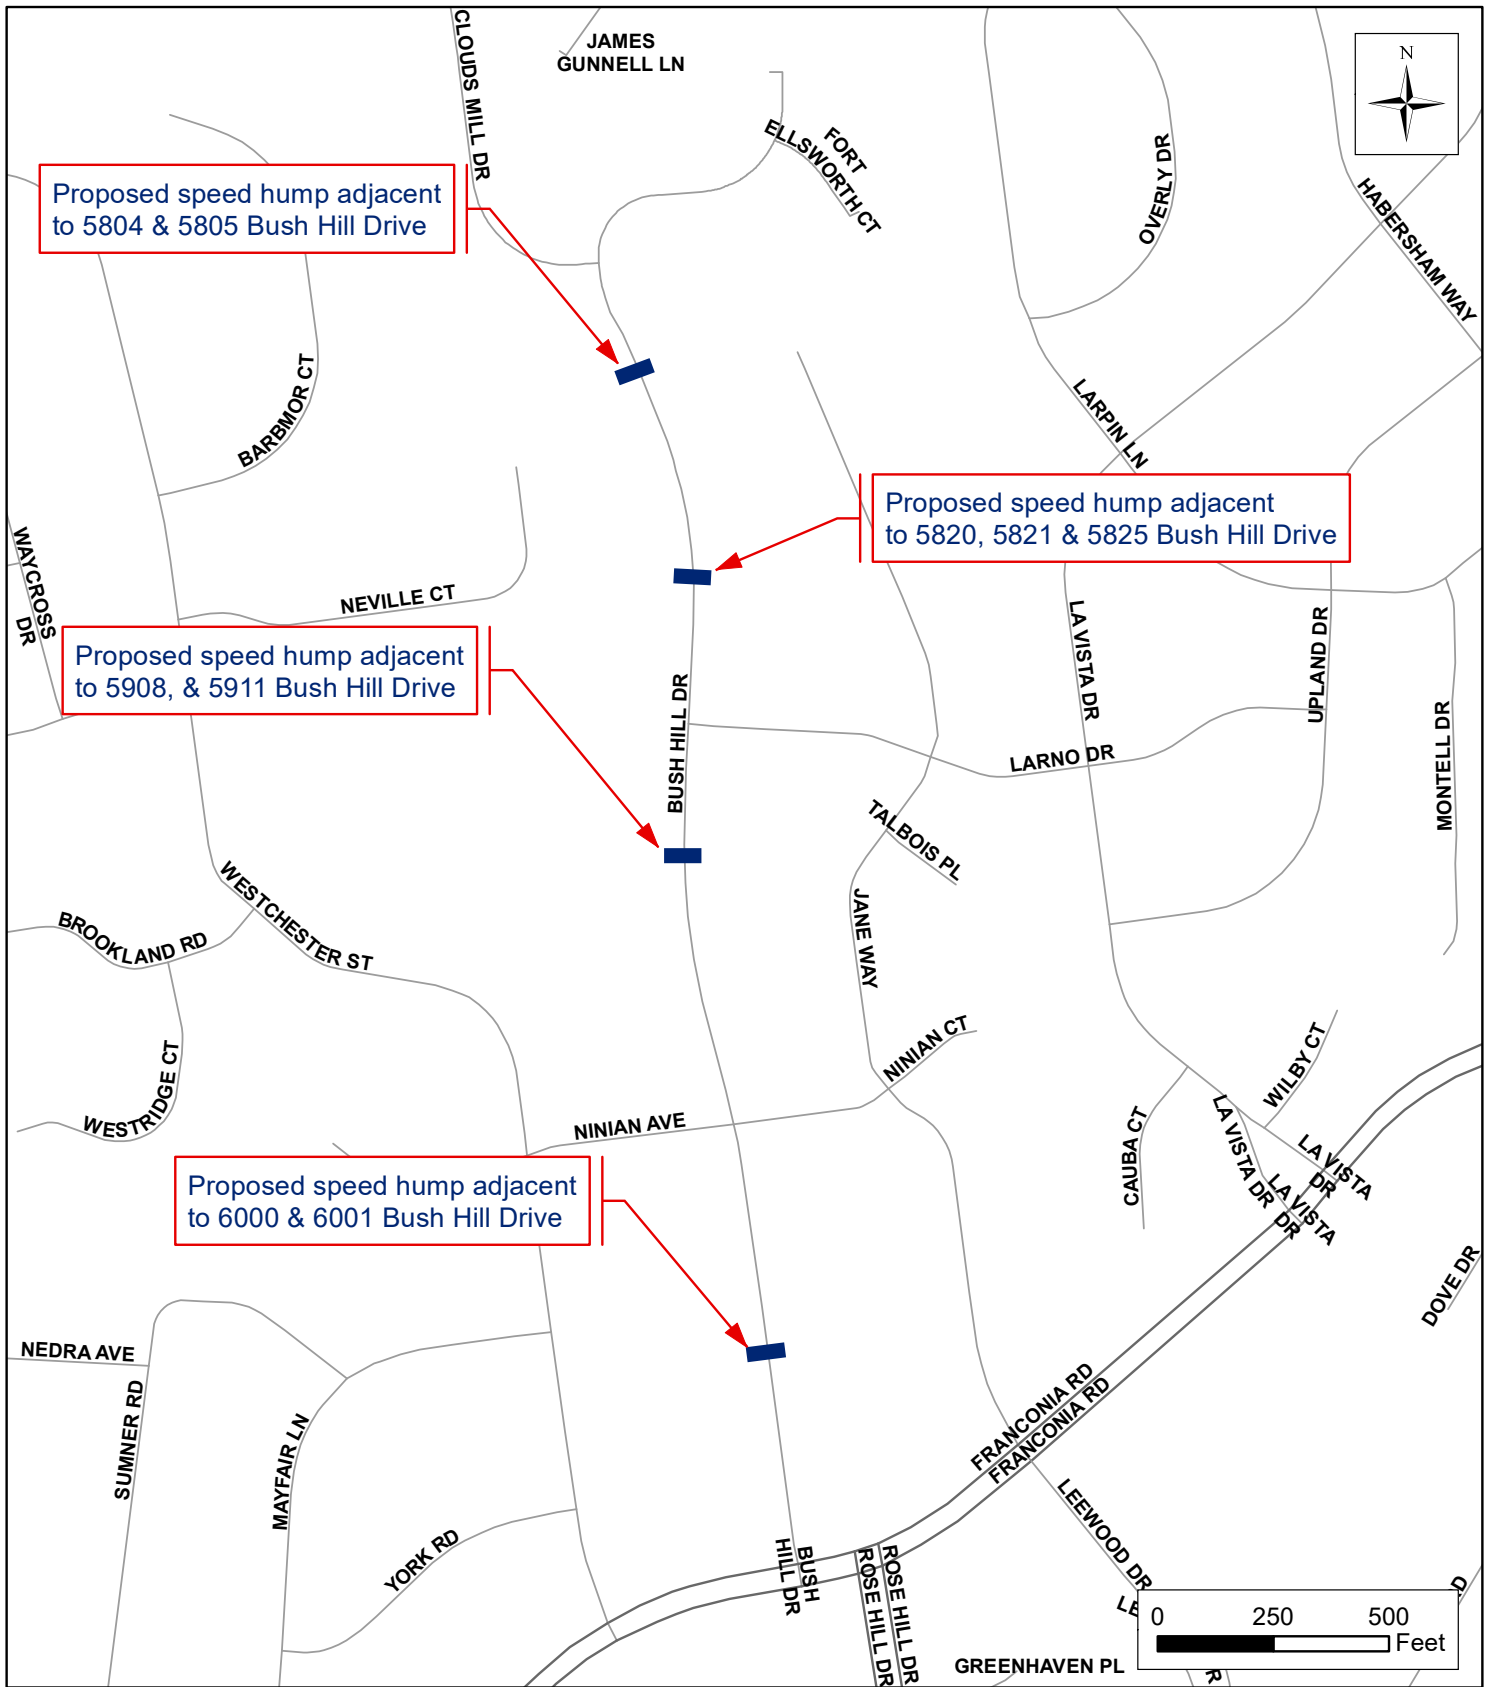 CLOUDS MILL DR
JAMES
GUNNELL LN
N
FORT
ELLSWORTH CT
OVERLY DR
HABERSHAM WAY
Proposed speed hump adjacent
to 5804 & 5805 Bush Hill Drive
BARBMOR CT
LARPIN LN
Proposed speed hump adjacent
to 5820, 5821 & 5825 Bush Hill Drive
WAYCROSS
DR
NEVILLE CT
LA VISTA DR
UPLAND DR
Proposed speed hump adjacent
to 5908, & 5911 Bush Hill Drive
BUSH HILL DR
MONTELL DR
LARNO DR
TALBOIS PL
WESTCHESTER ST
BROOKLAND RD
JANE WAY
NINIAN CT
WESTRIDGE CT
NINIAN AVE
WILBY CT
CAUBA CT
LA VISTA DR
LA VISTA
DR
LA VISTA
DR
Proposed speed hump adjacent
to 6000 & 6001 Bush Hill Drive
DOVE DR
NEDRA AVE
SUMNER RD
MAYFAIR LN
FRANCONIA RD
FRANCONIA RD
YORK RD
LEEWOOD DR
BUSH
HILL DR
ROSE HILL DR
ROSE HILL DR
GREENHAVEN PL
0 250 500
Feet